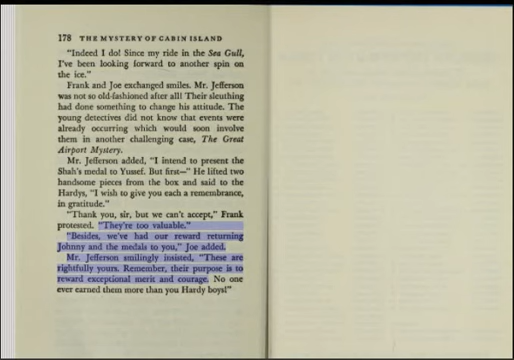 178 THE MYSTERY OF CABIN ISLAND
"Indeed I do! Since my ride in the Sea Gull,
I've been looking forward to another spin on
the ice."
Frank and Joe exchanged smiles. Mr. Jefferson
was not so old-fashioned after all! Their sleuthing
had done something to change his attitude. The
young detectives did not know that events were
already occurring which would soon involve
them in another challenging case, The Great
Airport Mystery.
Mr. Jefferson added, "I intend to present the
Shah's medal to Yussef. But first—" He lifted two
handsome pieces from the box and said to the
Hardys, "I wish to give you each a remembrance,
in gratitude."
"Thank you, sir, but we can't accept," Frank
protested. "They're too valuable."
"Besides, we've had our reward returning
Johnny and the medals to you," Joe added.
Mr. Jefferson smilingly insisted, "These are
rightfully yours. Remember, their purpose is to
reward exceptional merit and courage. No one
ever earned them more than you Hardy boys!"